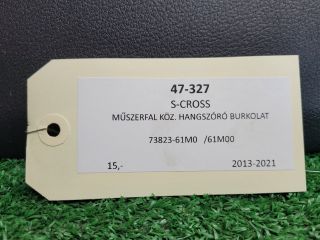 47-327
S-CROSS
MŰSZERFAL KÖZ. HANGSZÓRÓ BURKOLAT
73823-61M0 /61M00
15,- 2013-2021